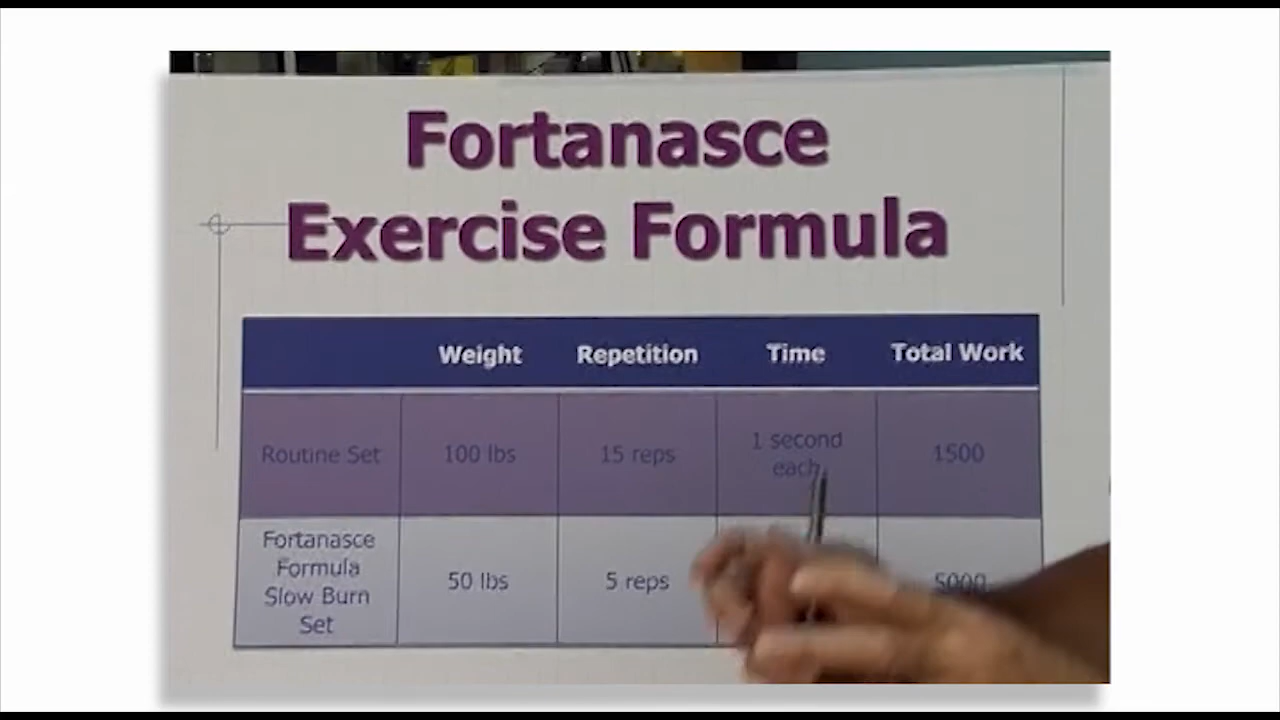 Fortanasce
Exercise Formula
Weight Repetition Time Total Work
Routine Set 100 lbs 15 reps 1 second each 1500
Fortanasce Formula Slow Burn Set 50 lbs 5 reps 5000